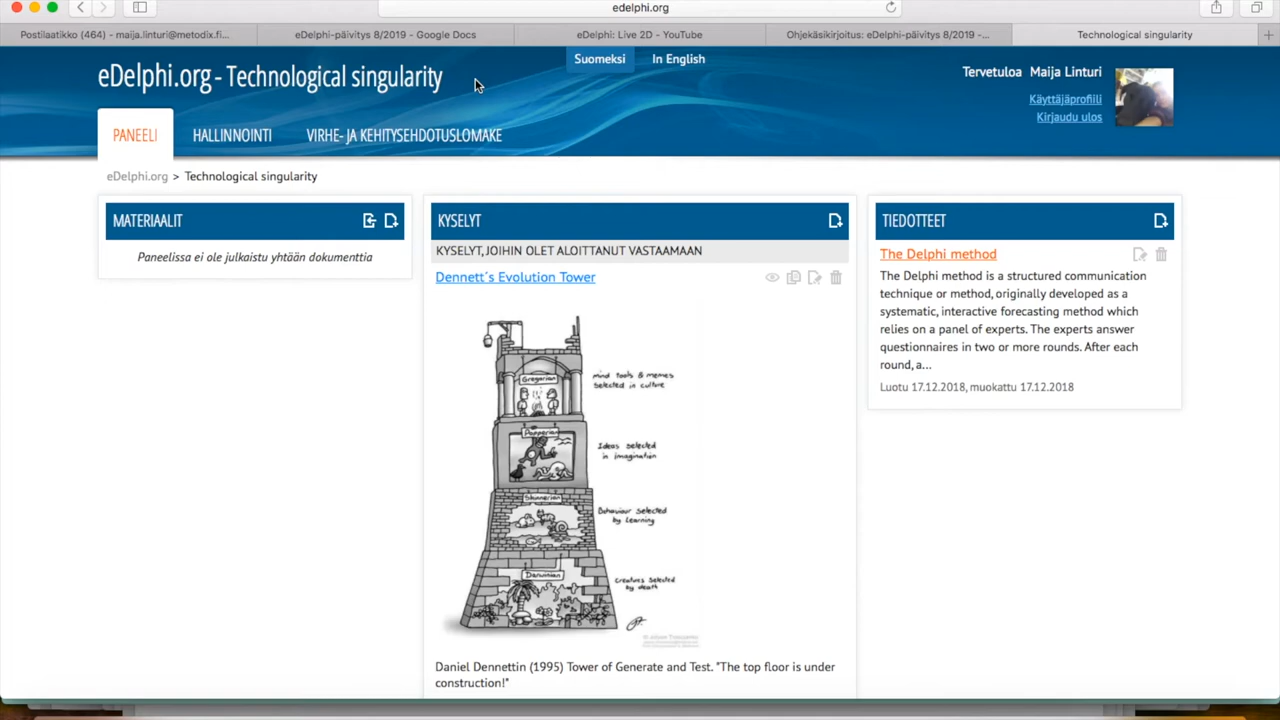 edelphi.org
Postilaatikko (464) – maija.linturi@metodix.fi...
eDelphi-päivitys 8/2019 - Google Docs
eDelphi: Live 2D - YouTube
Ohjekäsikirjoitus: eDelphi-päivitys 8/2019 -...
Technological singularity
Suomeksi
In English
eDelphi.org - Technological singularity
Tervetuloa Maija Linturi
Käyttäjäprofiili
Kirjaudu ulos
PANEELI
HALLINNOINTI
VIRHE- JA KEHITYSEHDOTUSLOMAKE
eDelphi.org > Technological singularity
MATERIAALIT
Paneelissa ei ole julkaistu yhtään dokumenttia
KYSELYT
KYSELYT, JOIHIN OLET ALOITTANUT VASTAAMAAN
Dennett´s Evolution Tower
Gregorian
mind tools & memes
selected in culture
Popperian
Ideas selected
in imagination
Skinnerian
Behaviour selected
by learning
Darwinian
creatures selected
by death
Daniel Dennettin (1995) Tower of Generate and Test. "The top floor is under
construction!"
TIEDOTTEET
The Delphi method
The Delphi method is a structured communication
technique or method, originally developed as a
systematic, interactive forecasting method which
relies on a panel of experts. The experts answer
questionnaires in two or more rounds. After each
round, a...
Luotu 17.12.2018, muokattu 17.12.2018